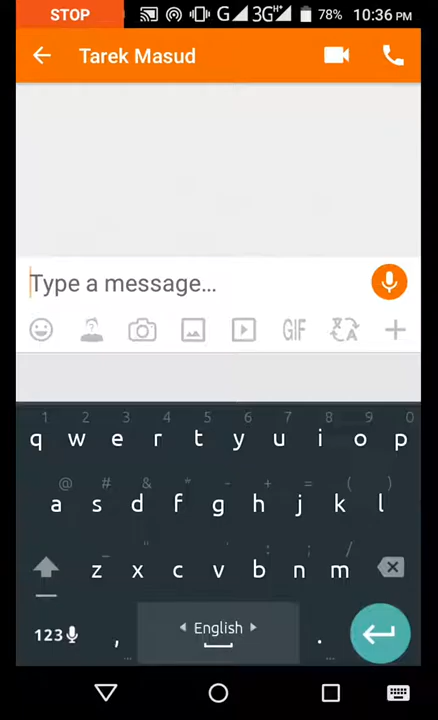 STOP G 3G H+ 78% 10:36 PM
Tarek Masud
Type a message...
GIF
1 2 3 4 5 6 7 8 9 0
q w e r t y u i o p
@ # & * - + = ( )
a s d f g h j k l
_ " ' : ; /
z x c v b n m
123 , English .